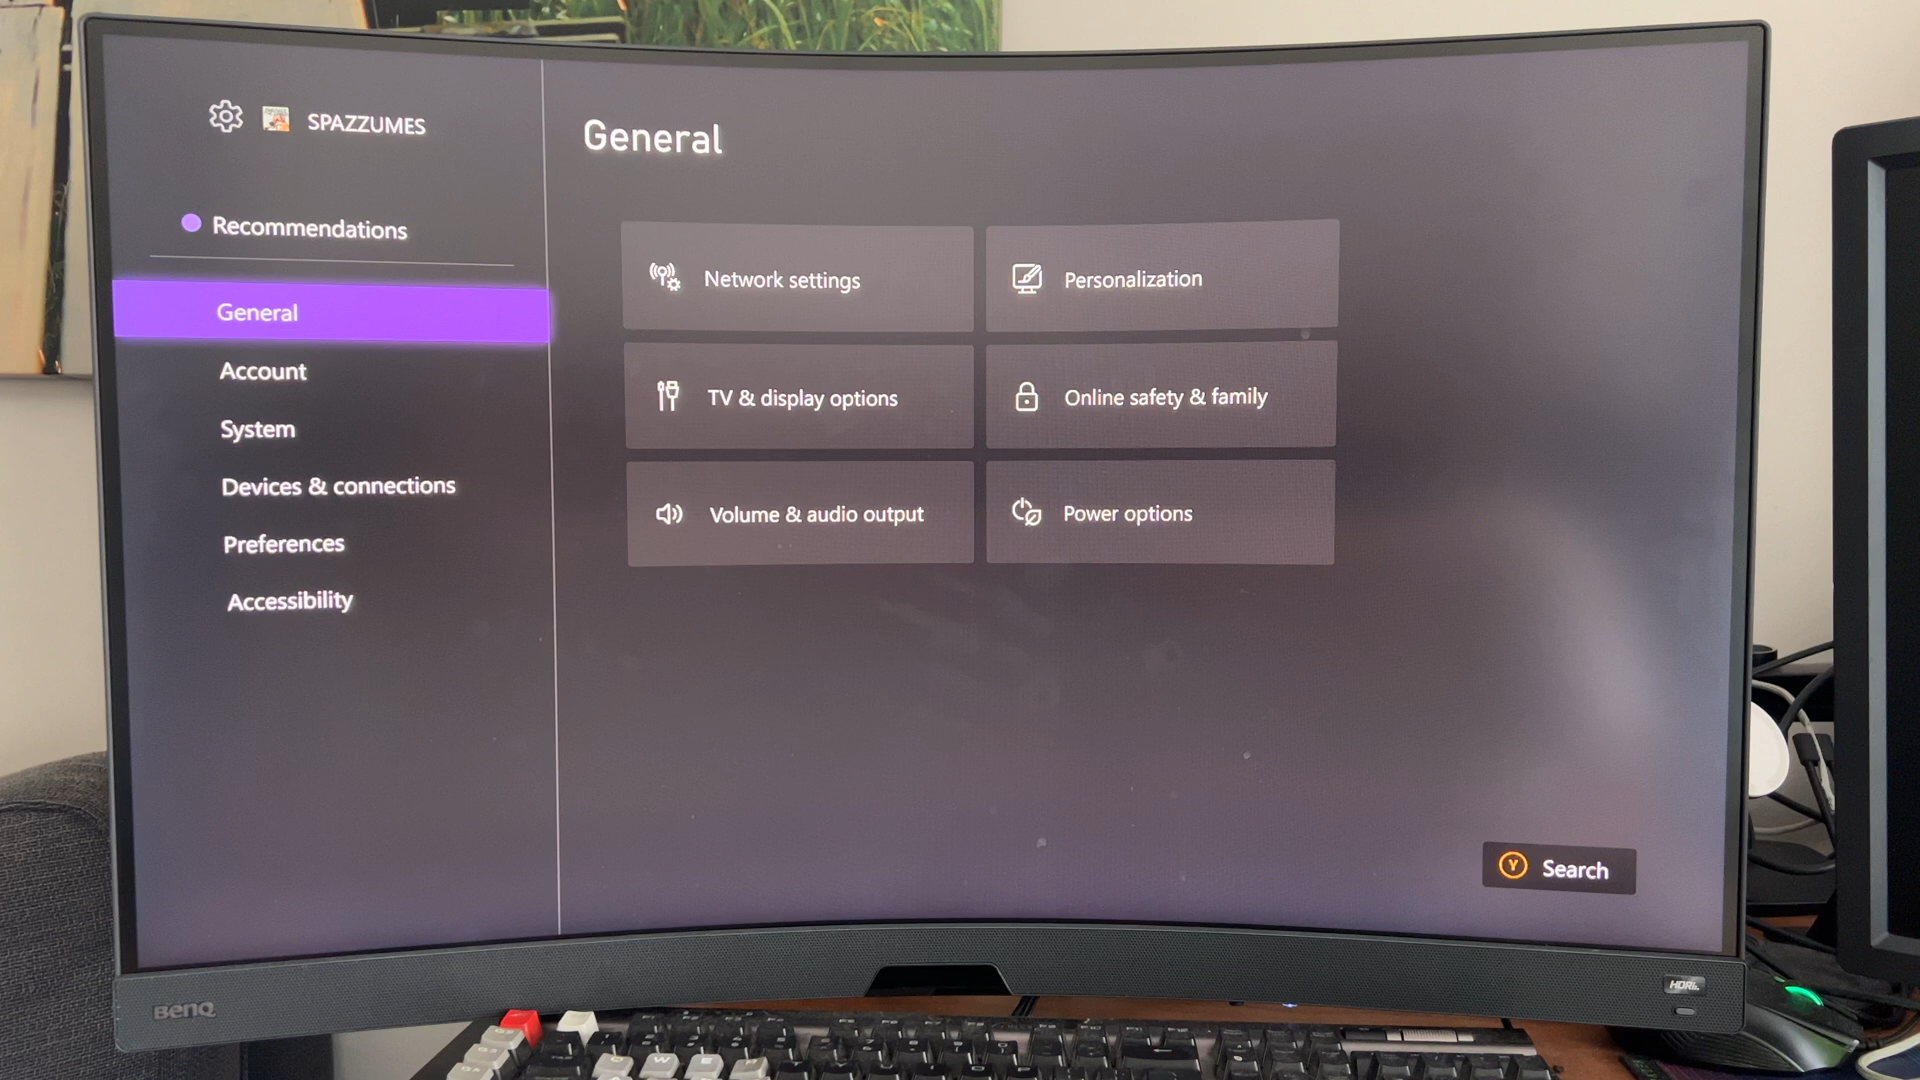 SPAZZUMES
Recommendations
General
Account
System
Devices & connections
Preferences
Accessibility
General
Network settings
Personalization
TV & display options
Online safety & family
Volume & audio output
Power options
Y Search
BenQ
HDRi
W E